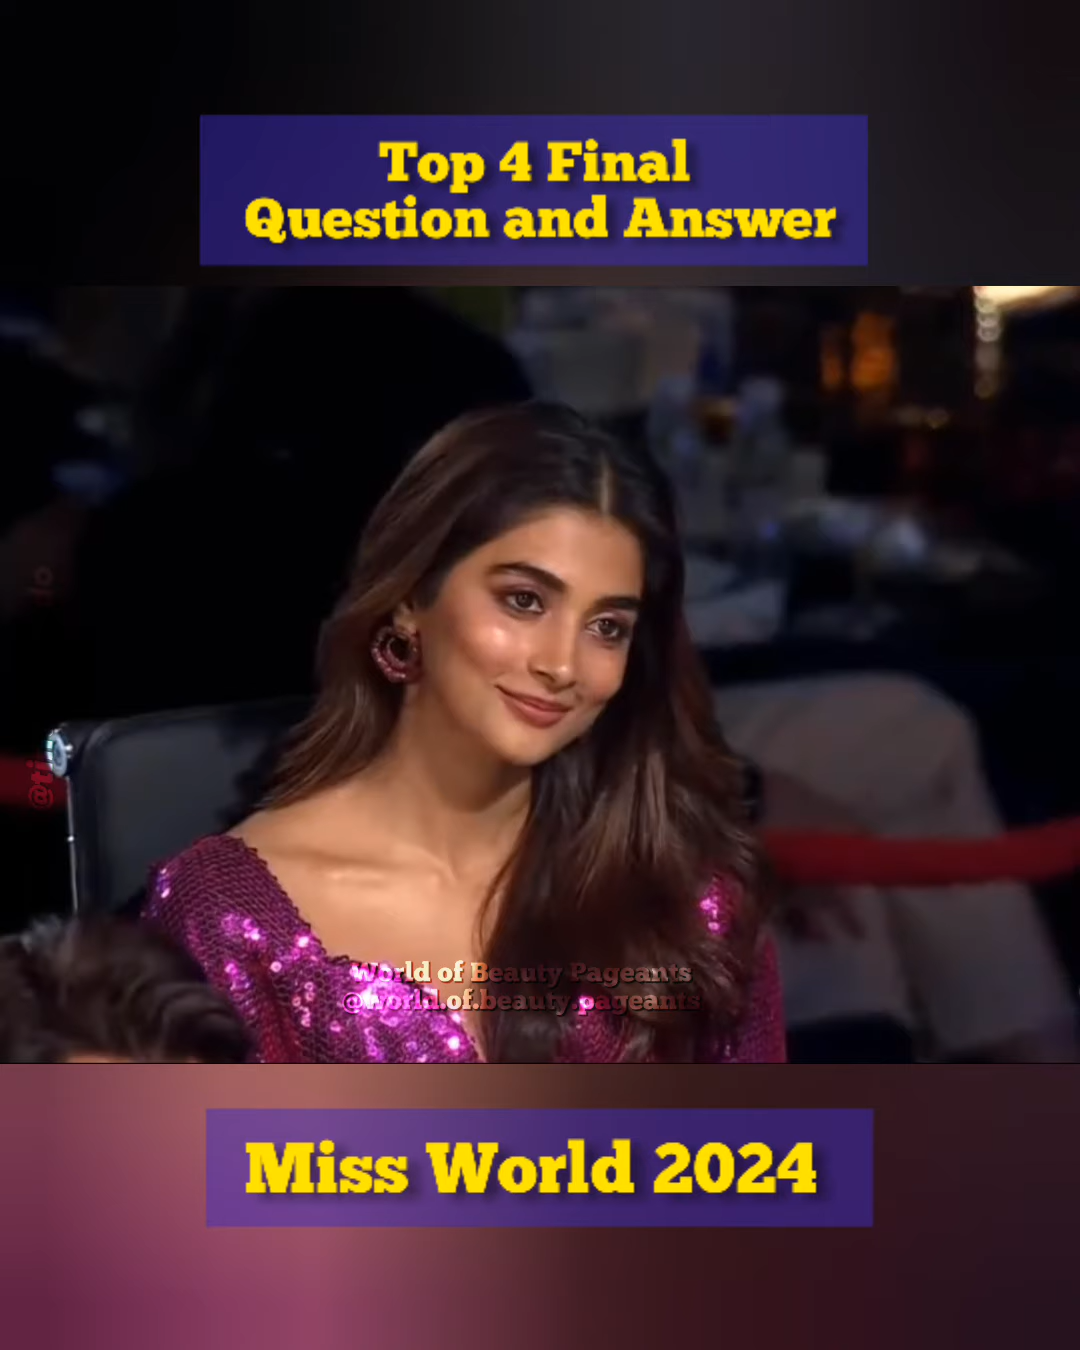 Top 4 Final
Question and Answer
World of Beauty Pageants
@world.of.beauty.pageants
Miss World 2024